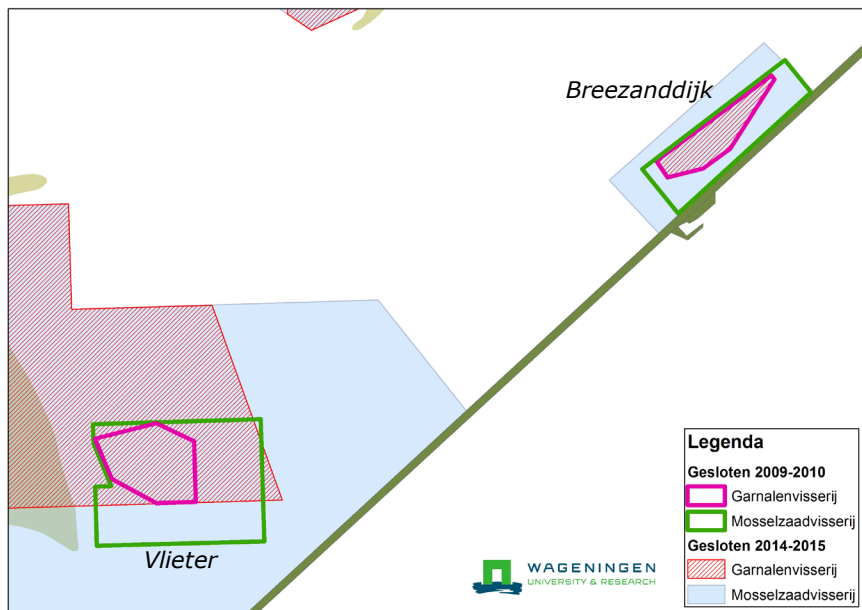 Breezanddijk
Vlieter
Legenda
Gesloten 2009-2010
Garnalenvisserij
Mosselzaadvisserij
Gesloten 2014-2015
Garnalenvisserij
Mosselzaadvisserij
WAGENINGEN
UNIVERSITY & RESEARCH